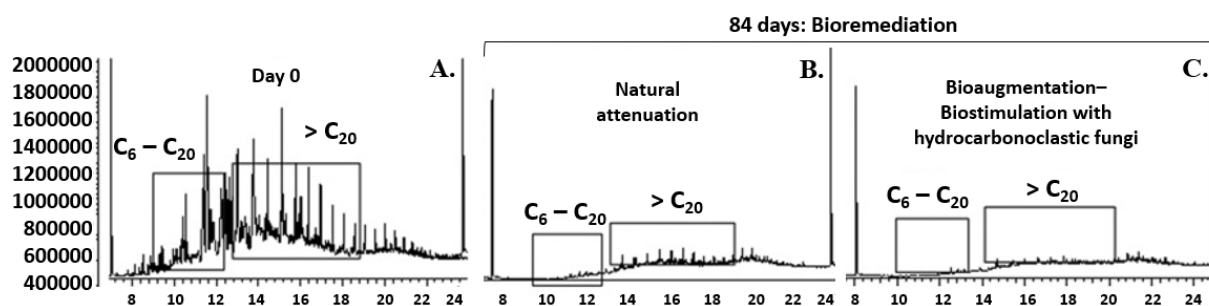 84 days: Bioremediation
A.
Day 0
C6 – C20
> C20
2000000
1800000
1600000
1400000
1200000
1000000
800000
600000
400000
8 10 12 14 16 18 20 22 24
B.
Natural
attenuation
C6 – C20
> C20
8 10 12 14 16 18 20 22 24
C.
Bioaugmentation–
Biostimulation with
hydrocarbonoclastic fungi
C6 – C20
> C20
8 10 12 14 16 18 20 22 24